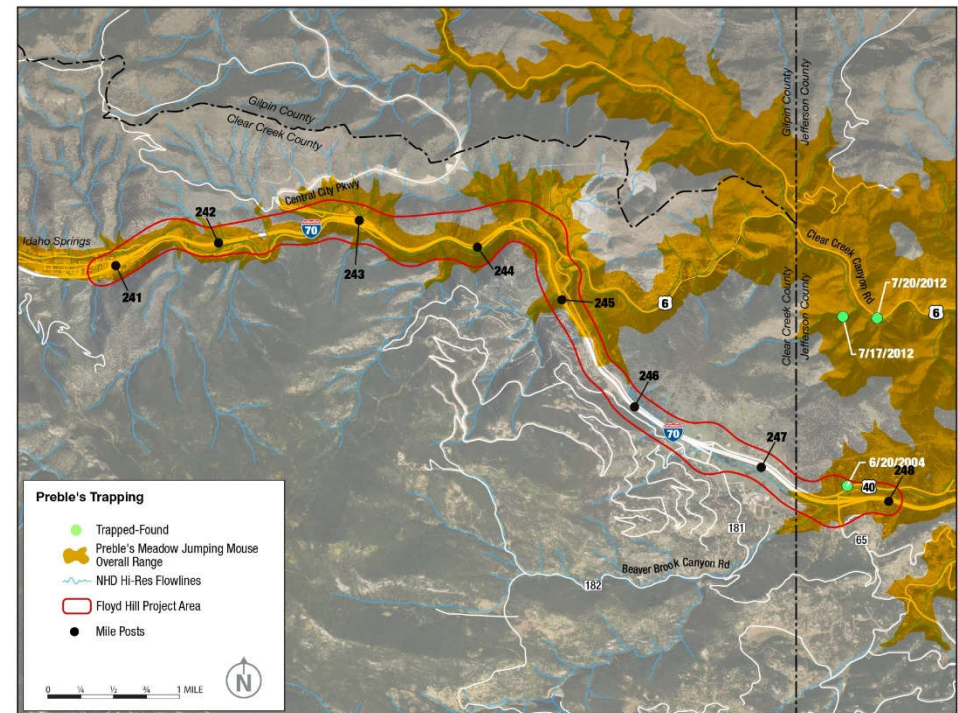 Gilpin County
Clear Creek County
Gilpin County
Jefferson County
Central City Pkwy
242
70
Idaho Springs
241
243
244
245
6
Clear Creek Canyon Rd
7/20/2012
6
7/17/2012
Clear Creek County
Jefferson County
246
70
247
6/20/2004
248
40
181
65
Beaver Brook Canyon Rd
182
Preble's Trapping
Trapped-Found
Preble's Meadow Jumping Mouse
Overall Range
NHD Hi-Res Flowlines
Floyd Hill Project Area
Mile Posts
0 ¼ ½ ¾ 1 MILE
N